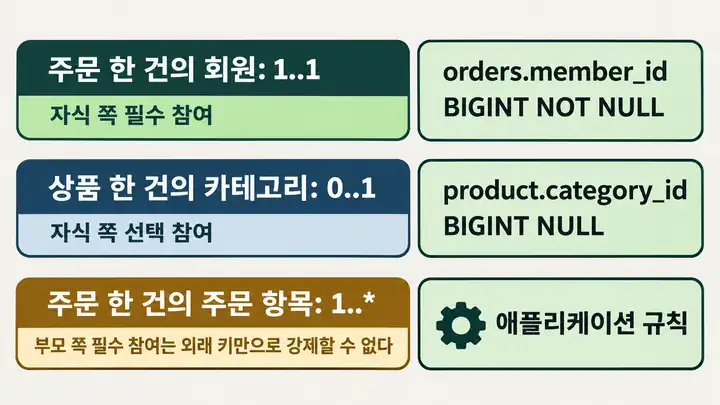 주문 한 건의 회원: 1..1
자식 쪽 필수 참여
orders.member_id
BIGINT NOT NULL
상품 한 건의 카테고리: 0..1
자식 쪽 선택 참여
product.category_id
BIGINT NULL
주문 한 건의 주문 항목: 1..*
부모 쪽 필수 참여는 외래 키만으로 강제할 수 없다
애플리케이션 규칙